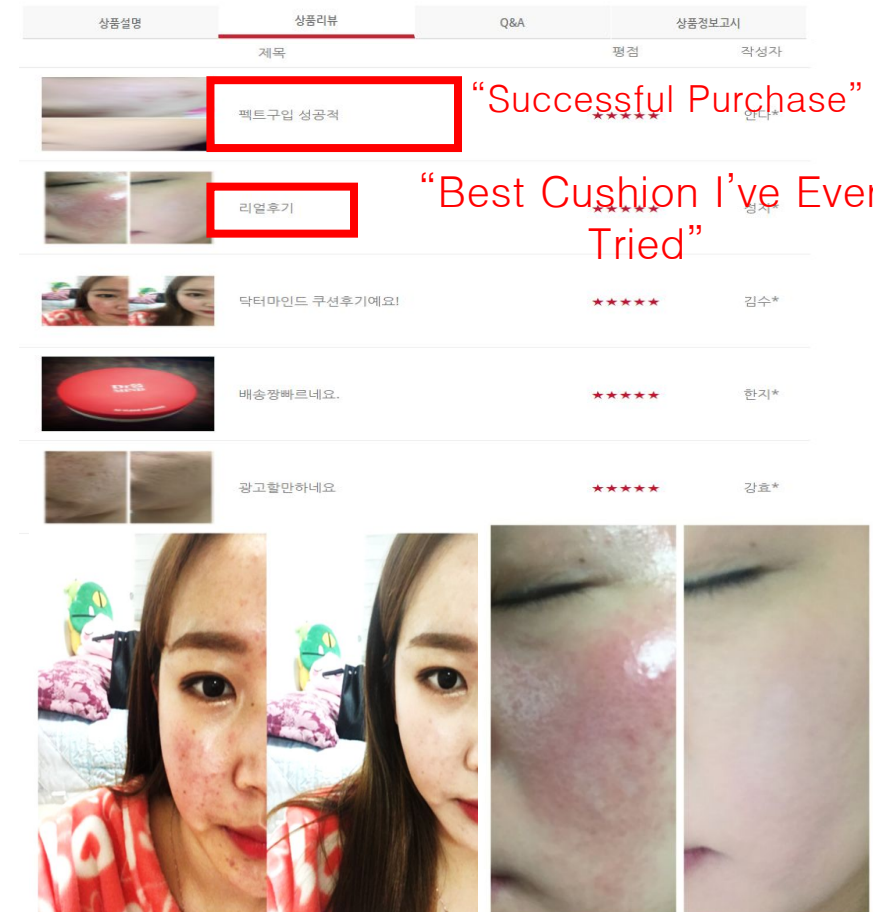 상품설명 상품리뷰 Q&A 상품정보고시
제목 평점 작성자
펙트구입 성공적 ★★★★★
“Successful Purchase”
리얼후기 ★★★★★
“Best Cushion I’ve Ever
Tried”
닥터마인드 쿠션후기예요! ★★★★★ 김수*
배송짱빠르네요. ★★★★★ 한지*
광고할만하네요 ★★★★★ 강효*